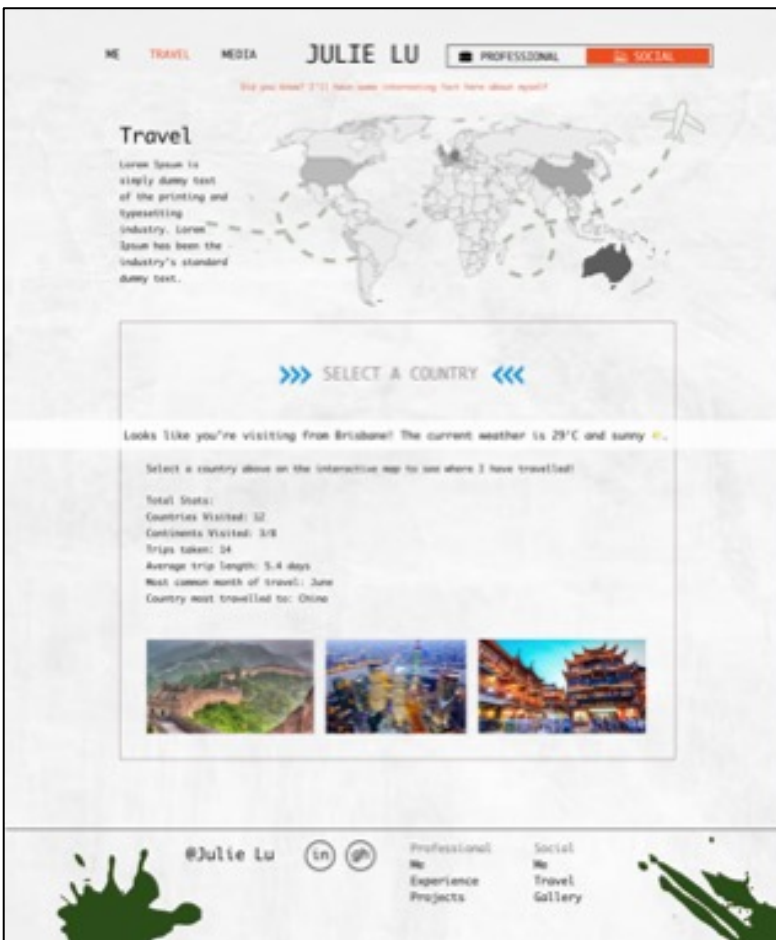 ME TRAVEL MEDIA JULIE LU PROFESSIONAL SOCIAL
Did you know? I'll have some interesting fact here about myself
Travel
Lorem Ipsum is
simply dummy text
of the printing and
typesetting
industry. Lorem
Ipsum has been the
industry's standard
dummy text.
>>> SELECT A COUNTRY <<<
Looks like you're visiting from Brisbane! The current weather is 29°C and sunny .
Select a country above on the interactive map to see where I have travelled!
Total Stats:
Countries Visited: 12
Continents Visited: 3/8
Trips taken: 14
Average trip length: 5.4 days
Most common month of travel: June
Country most travelled to: China
@Julie Lu in gh
Professional Social
Me Me
Experience Travel
Projects Gallery